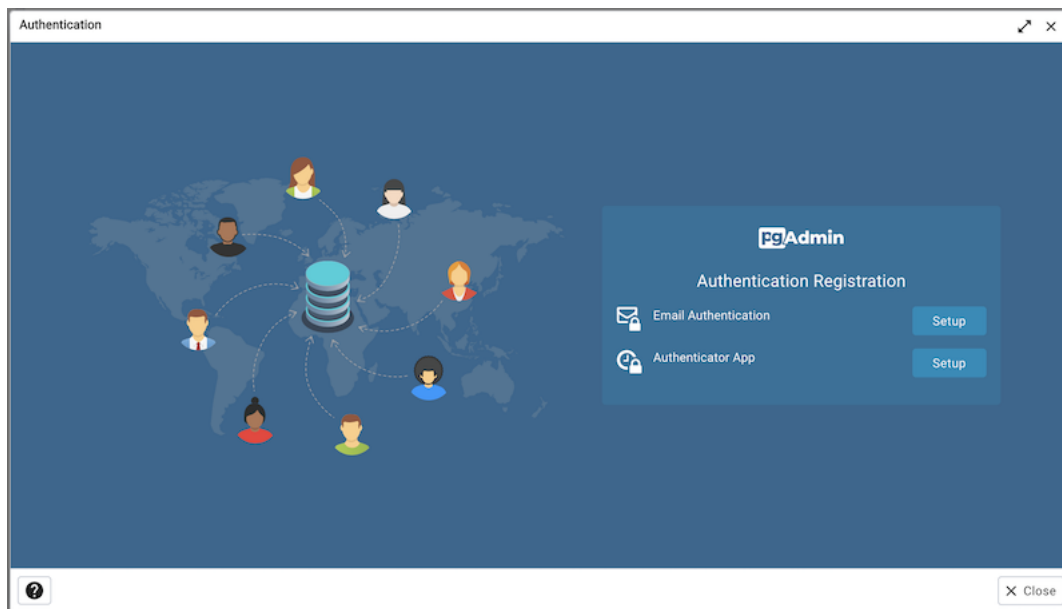 Authentication
pgAdmin
Authentication Registration
Email Authentication
Setup
Authenticator App
Setup
Close